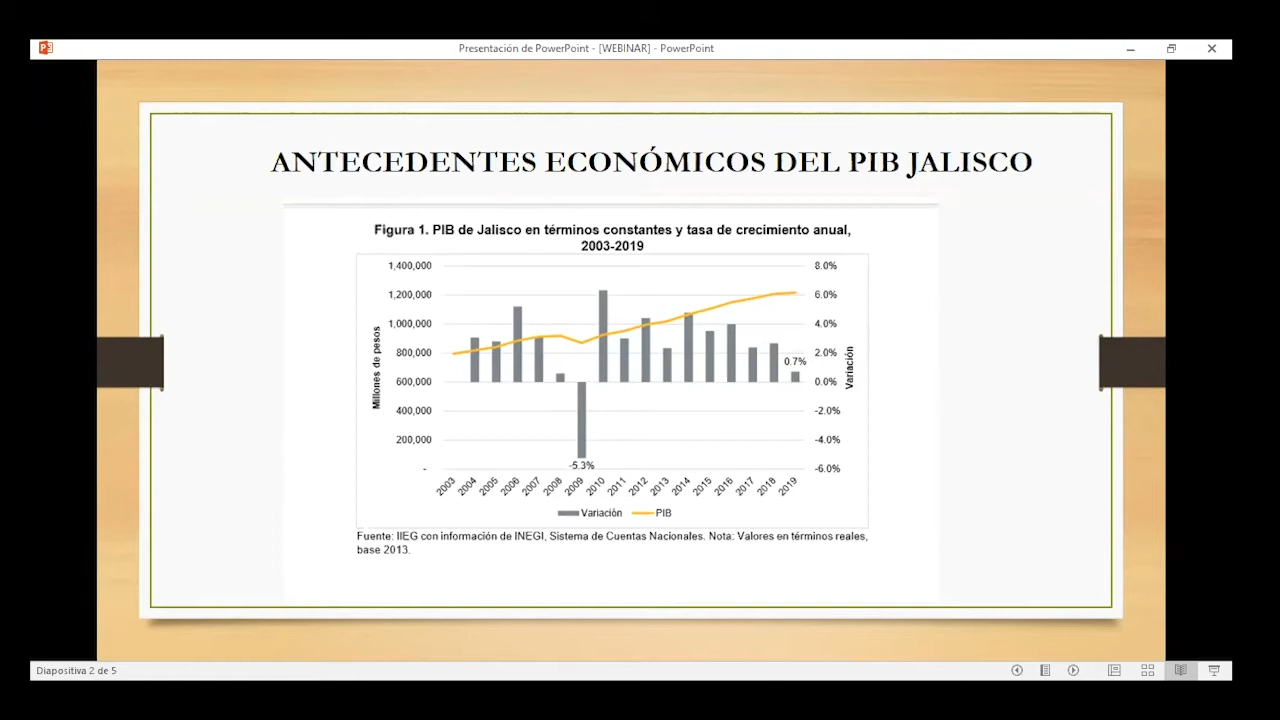 Presentación de PowerPoint - [WEBINAR] - PowerPoint
ANTECEDENTES ECONÓMICOS DEL PIB JALISCO
Figura 1. PIB de Jalisco en términos constantes y tasa de crecimiento anual,
2003-2019
1,400,000
1,200,000
1,000,000
800,000
600,000
400,000
200,000
-
Millones de pesos
8.0%
6.0%
4.0%
2.0%
0.0%
-2.0%
-4.0%
-6.0%
Variación
0.7%
-5.3%
2003 2004 2005 2006 2007 2008 2009 2010 2011 2012 2013 2014 2015 2016 2017 2018 2019
Variación PIB
Fuente: IIEG con información de INEGI, Sistema de Cuentas Nacionales. Nota: Valores en términos reales,
base 2013.
Diapositiva 2 de 5